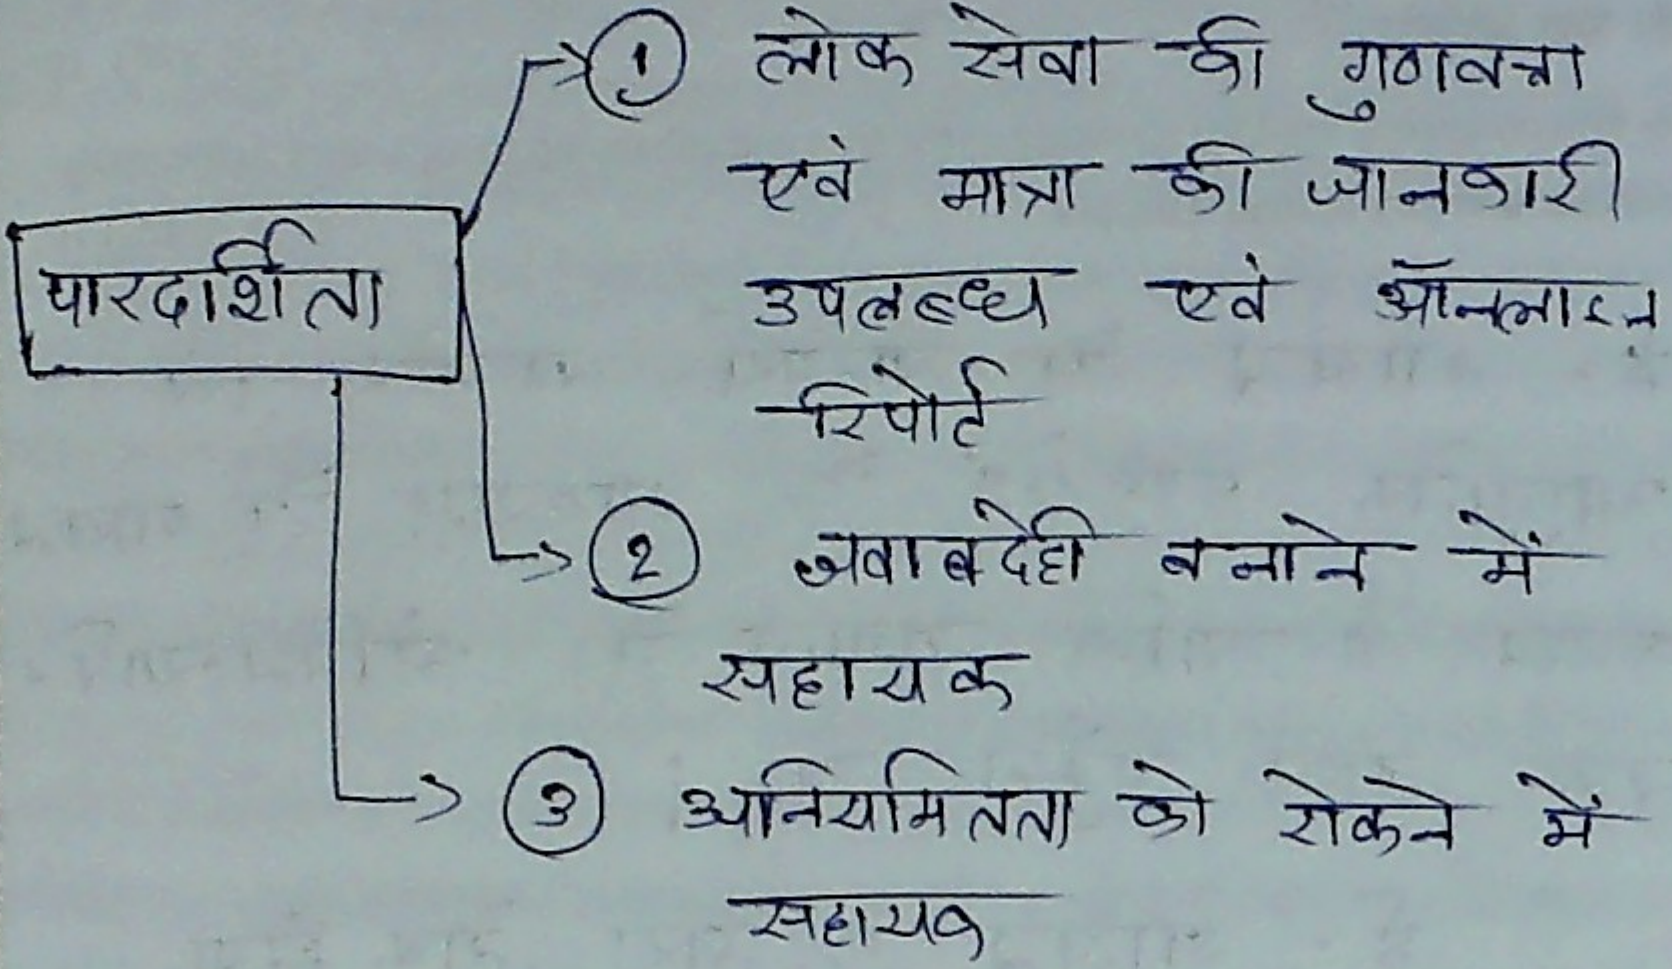 ① लोक सेवा की गुणवत्ता
एवं मात्रा की जानकारी
उपलब्ध एवं ऑनलाइन
रिपोर्ट
पारदर्शिता
② जवाबदेही बनाने में
सहायक
③ अनियमितता को रोकने में
सहायक